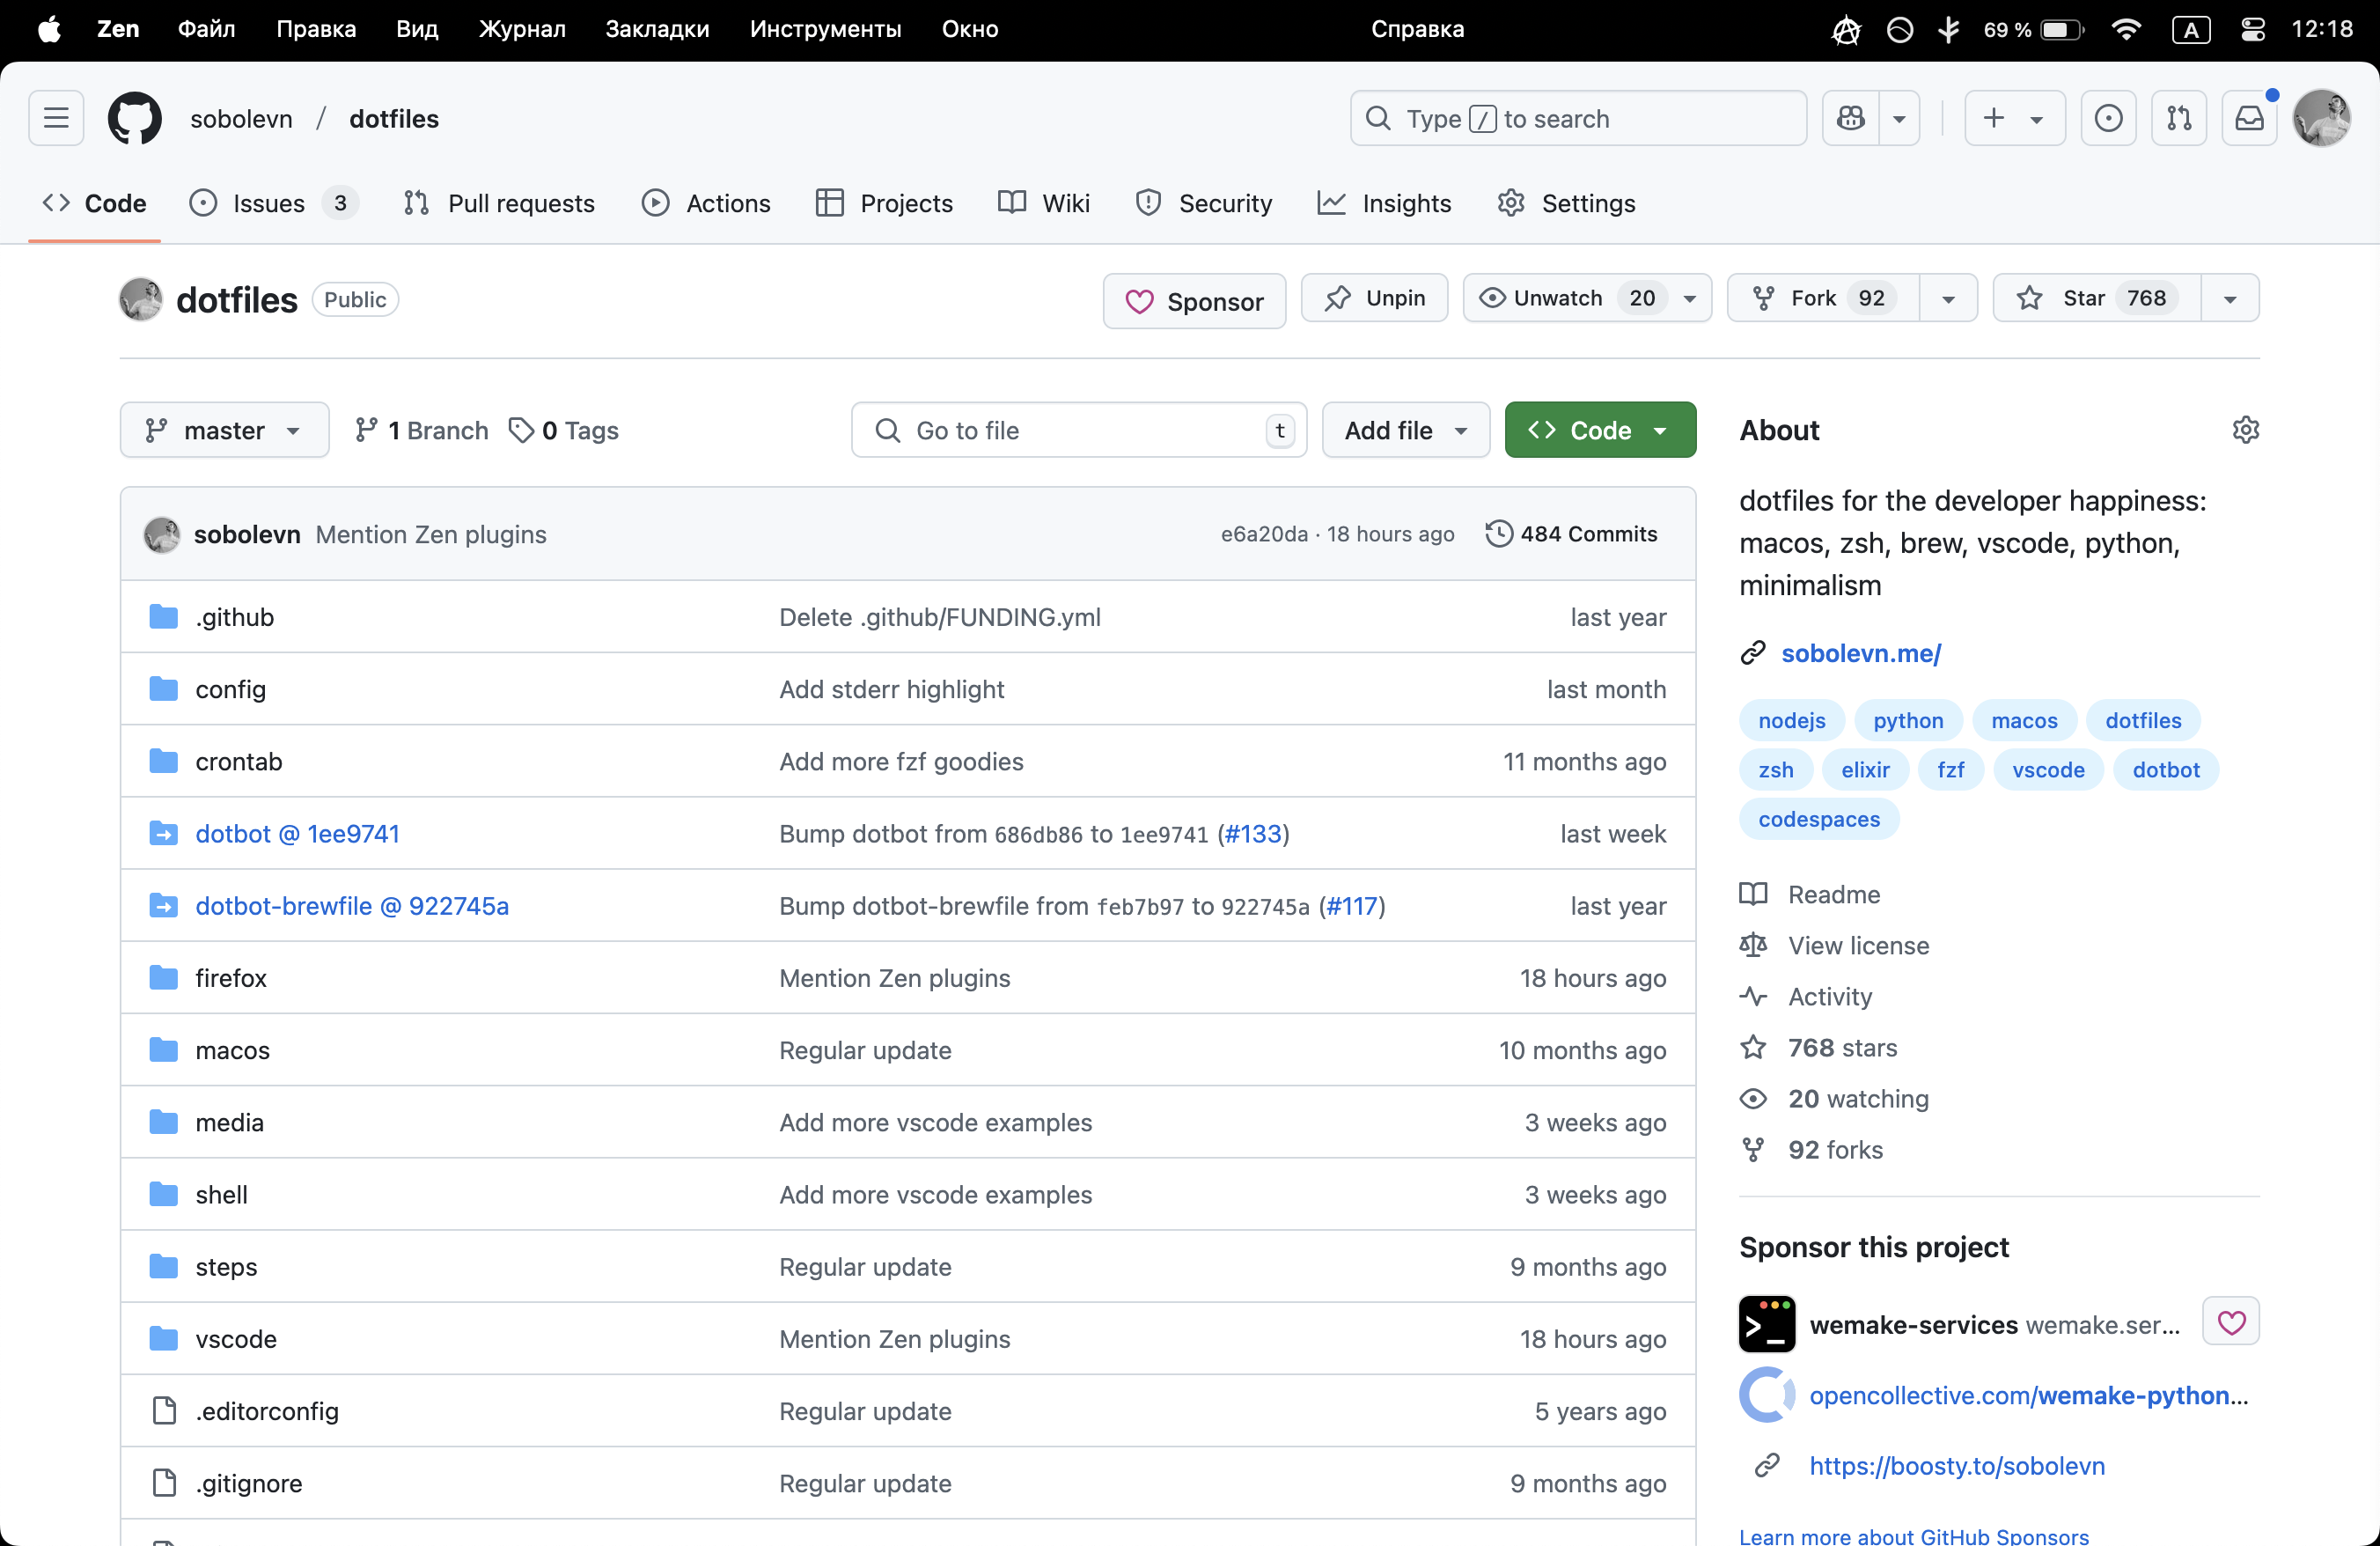 Zen Файл Правка Вид Журнал Закладки Инструменты Окно Справка 69 % A 12:18
sobolevn / dotfiles Type / to search
Code Issues 3 Pull requests Actions Projects Wiki Security Insights Settings
dotfiles Public Sponsor Unpin Unwatch 20 Fork 92 Star 768
master 1 Branch 0 Tags Go to file t Add file Code
sobolevn Mention Zen plugins e6a20da · 18 hours ago 484 Commits
.github Delete .github/FUNDING.yml last year
config Add stderr highlight last month
crontab Add more fzf goodies 11 months ago
dotbot @ 1ee9741 Bump dotbot from 686db86 to 1ee9741 (#133) last week
dotbot-brewfile @ 922745a Bump dotbot-brewfile from feb7b97 to 922745a (#117) last year
firefox Mention Zen plugins 18 hours ago
macos Regular update 10 months ago
media Add more vscode examples 3 weeks ago
shell Add more vscode examples 3 weeks ago
steps Regular update 9 months ago
vscode Mention Zen plugins 18 hours ago
.editorconfig Regular update 5 years ago
.gitignore Regular update 9 months ago
About
dotfiles for the developer happiness:
macos, zsh, brew, vscode, python,
minimalism
sobolevn.me/
nodejs python macos dotfiles
zsh elixir fzf vscode dotbot
codespaces
Readme
View license
Activity
768 stars
20 watching
92 forks
Sponsor this project
wemake-services wemake.ser...
opencollective.com/wemake-python...
https://boosty.to/sobolevn
Learn more about GitHub Sponsors